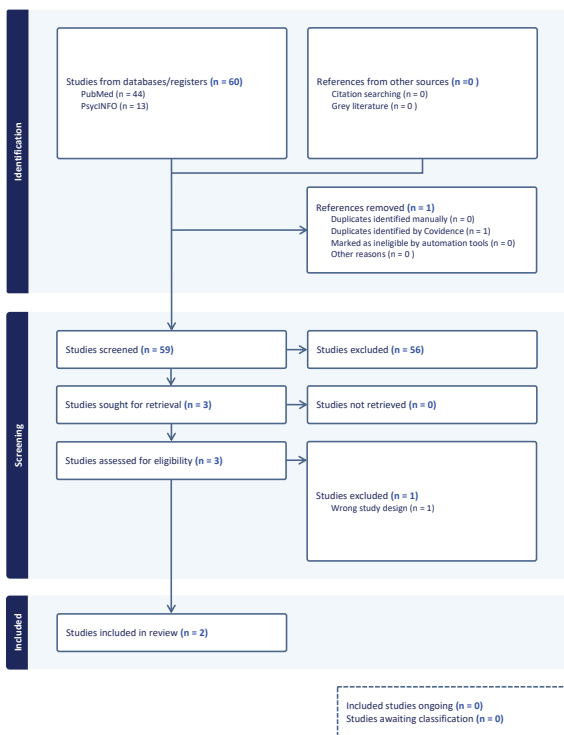 Identification
Studies from databases/registers (n = 60)
PubMed (n = 44)
PsycINFO (n = 13)
References from other sources (n =0 )
Citation searching (n = 0)
Grey literature (n = 0 )
References removed (n = 1)
Duplicates identified manually (n = 0)
Duplicates identified by Covidence (n = 1)
Marked as ineligible by automation tools (n = 0)
Other reasons (n = 0 )
Screening
Studies screened (n = 59)
Studies excluded (n = 56)
Studies sought for retrieval (n = 3)
Studies not retrieved (n = 0)
Studies assessed for eligibility (n = 3)
Studies excluded (n = 1)
Wrong study design (n = 1)
Included
Studies included in review (n = 2)
Included studies ongoing (n = 0)
Studies awaiting classification (n = 0)